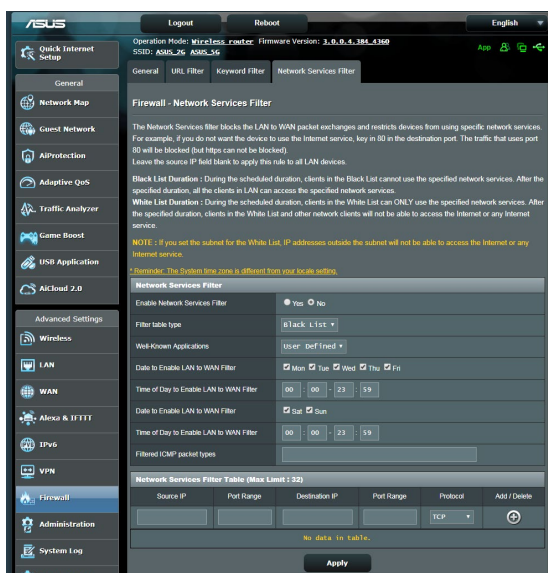 ASUS
Logout
Reboot
English
Operation Mode: Wireless router Firmware Version: 3.0.0.4.384_4360
SSID: ASUS_2G ASUS_5G
App
Quick Internet
Setup
General
Network Map
Guest Network
AiProtection
Adaptive QoS
Traffic Analyzer
Game Boost
USB Application
AiCloud 2.0
Advanced Settings
Wireless
LAN
WAN
Alexa & IFTTT
IPv6
VPN
Firewall
Administration
System Log
General URL Filter Keyword Filter Network Services Filter
Firewall - Network Services Filter
The Network Services filter blocks the LAN to WAN packet exchanges and restricts devices from using specific network services.
For example, if you do not want the device to use the Internet service, key in 80 in the destination port. The traffic that uses port
80 will be blocked (but https can not be blocked).
Leave the source IP field blank to apply this rule to all LAN devices.
Black List Duration : During the scheduled duration, clients in the Black List cannot use the specified network services. After the
specified duration, all the clients in LAN can access the specified network services.
White List Duration : During the scheduled duration, clients in the White List can ONLY use the specified network services. After
the specified duration, clients in the White List and other network clients will not be able to access the Internet or any Internet
service.
NOTE : If you set the subnet for the White List, IP addresses outside the subnet will not be able to access the Internet or any
Internet service.
* Reminder: The System time zone is different from your locale setting.
Network Services Filter
Enable Network Services Filter Yes No
Filter table type Black List
Well-Known Applications User Defined
Date to Enable LAN to WAN Filter Mon Tue Wed Thu Fri
Time of Day to Enable LAN to WAN Filter 00 : 00 - 23 : 59
Date to Enable LAN to WAN Filter Sat Sun
Time of Day to Enable LAN to WAN Filter 00 : 00 - 23 : 59
Filtered ICMP packet types
Network Services Filter Table (Max Limit : 32)
Source IP Port Range Destination IP Port Range Protocol Add / Delete
TCP
No data in table.
Apply